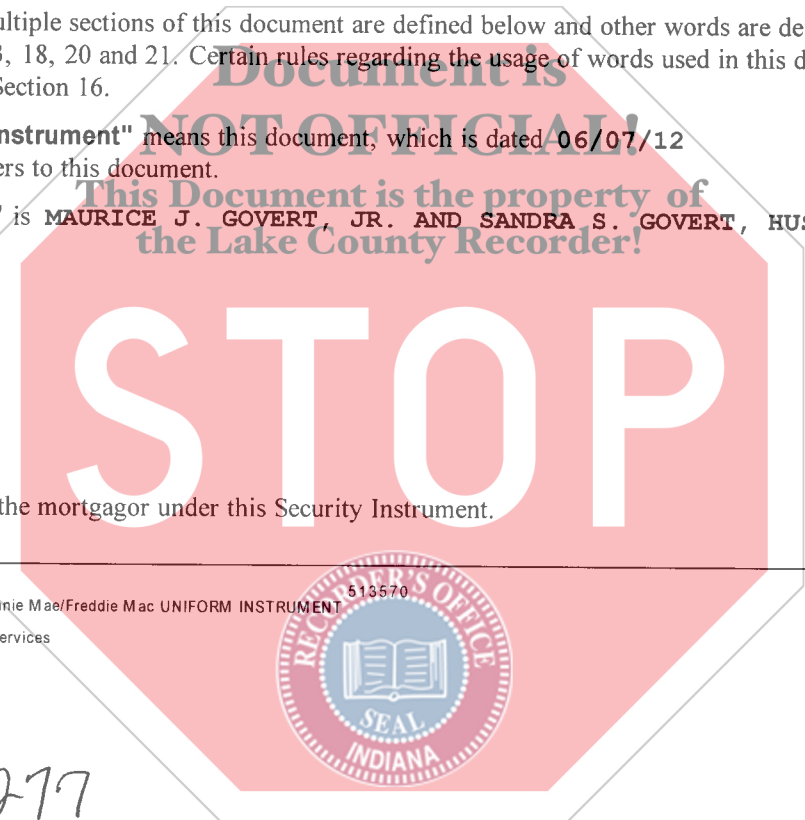 ultiple sections of this document are defined below and other words are de
3, 18, 20 and 21. Certain rules regarding the usage of words used in this d
Section 16.
Document is
nstrument" means this document, which is dated 06/07/12
NOT OFFICIAL!
ers to this document.
This Document is the property of
" is MAURICE J. GOVERT, JR. AND SANDRA S. GOVERT, HUS
the Lake County Recorder!
STOP
the mortgagor under this Security Instrument.
nie Mae/Freddie Mac UNIFORM INSTRUMENT 513570
ervices
RECORDER'S OFFICE
SEAL
INDIANA
277